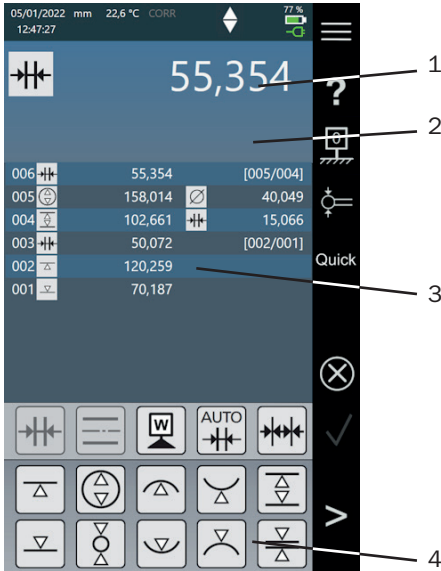 05/01/2022 mm 22,6 °C CORR 77 %
12:47:27
55,354
1
?
2
0
006 55,354 [005/004]
005 158,014 Ø 40,049
004 102,661 15,066
003 50,072 [002/001]
002 120,259
001 70,187
Quick
3
W
AUTO
>
4